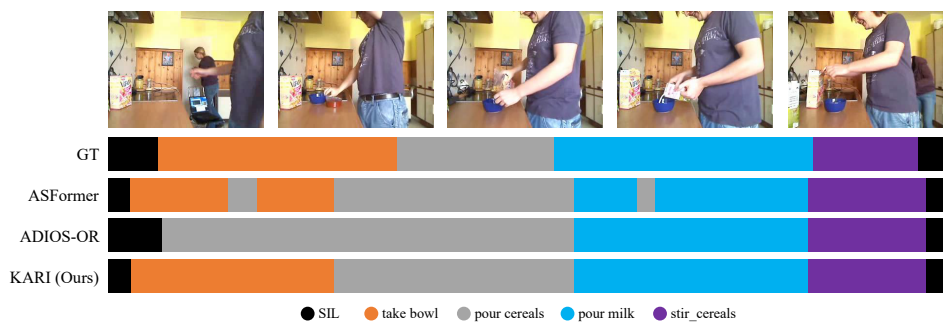 GT
ASFormer
ADIOS-OR
KARI (Ours)
SIL take bowl pour cereals pour milk stir_cereals